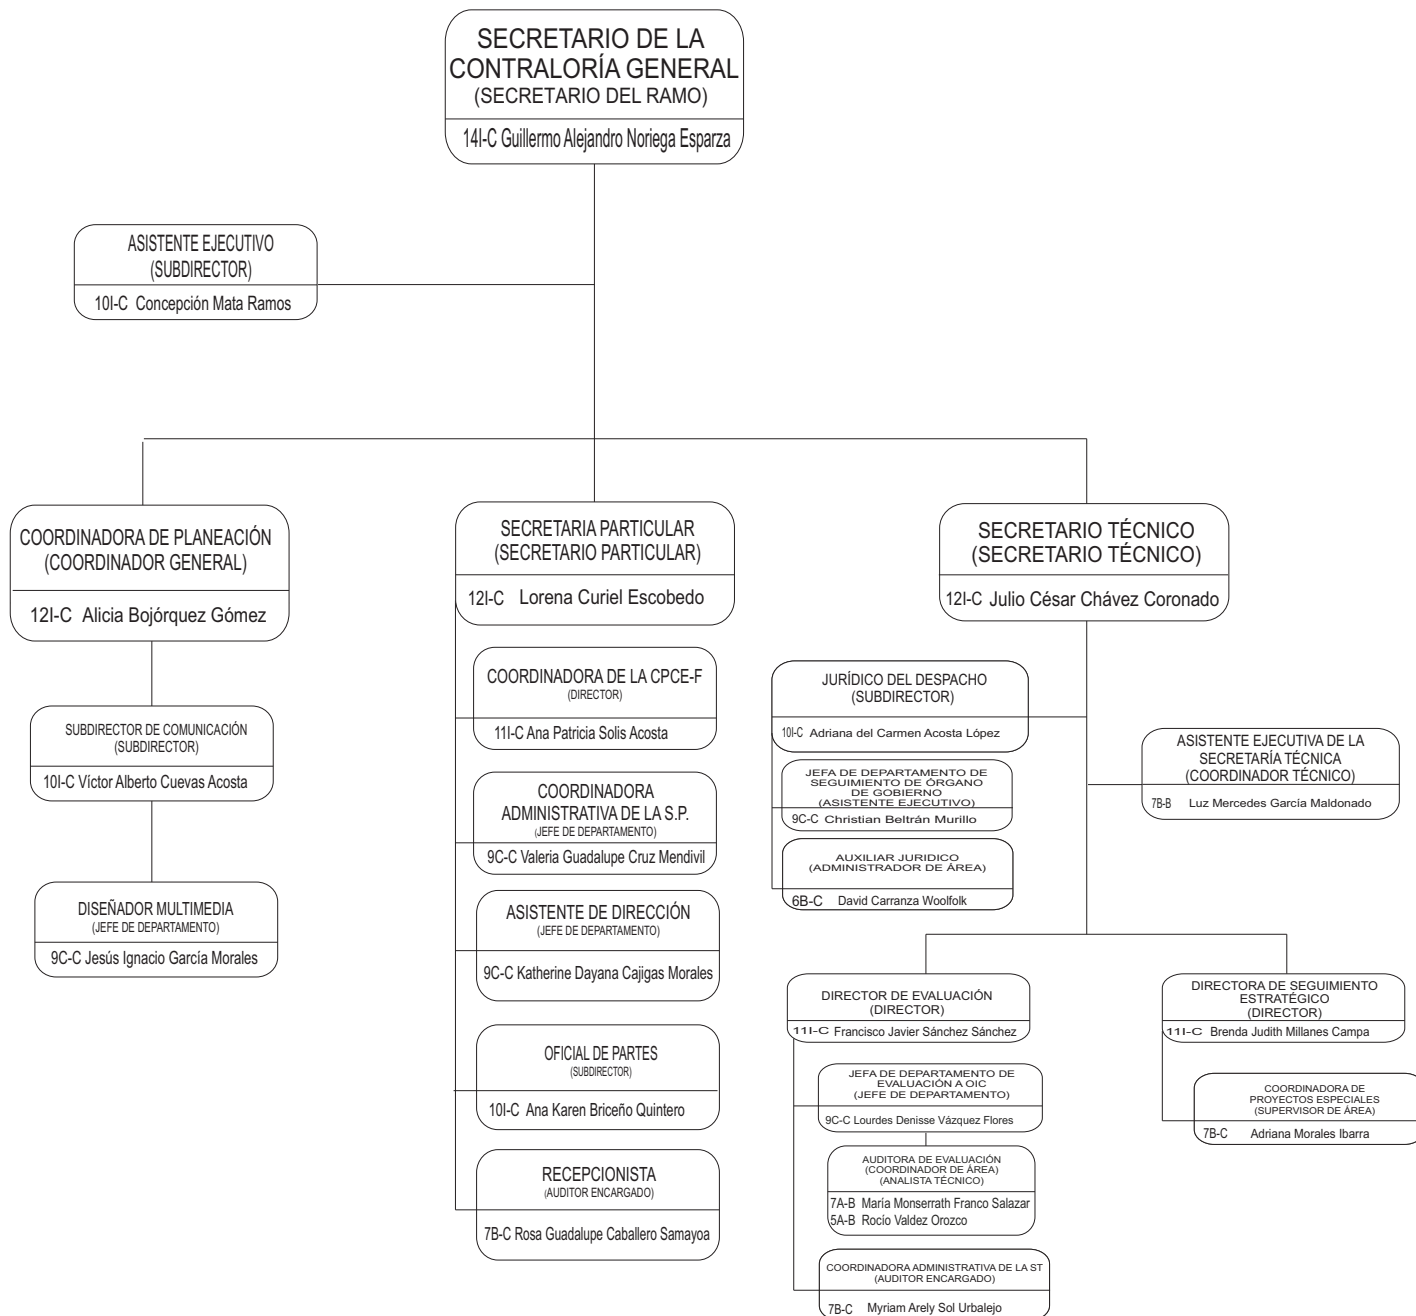 SECRETARIO DE LA
CONTRALORÍA GENERAL
(SECRETARIO DEL RAMO)
14I-C Guillermo Alejandro Noriega Esparza
ASISTENTE EJECUTIVO
(SUBDIRECTOR)
10I-C Concepción Mata Ramos
COORDINADORA DE PLANEACIÓN
(COORDINADOR GENERAL)
12I-C Alicia Bojórquez Gómez
SUBDIRECTOR DE COMUNICACIÓN
(SUBDIRECTOR)
10I-C Víctor Alberto Cuevas Acosta
DISEÑADOR MULTIMEDIA
(JEFE DE DEPARTAMENTO)
9C-C Jesús Ignacio García Morales
SECRETARIA PARTICULAR
(SECRETARIO PARTICULAR)
12I-C Lorena Curiel Escobedo
COORDINADORA DE LA CPCE-F
(DIRECTOR)
11I-C Ana Patricia Solis Acosta
COORDINADORA
ADMINISTRATIVA DE LA S.P.
(JEFE DE DEPARTAMENTO)
9C-C Valeria Guadalupe Cruz Mendivil
ASISTENTE DE DIRECCIÓN
(JEFE DE DEPARTAMENTO)
9C-C Katherine Dayana Cajigas Morales
OFICIAL DE PARTES
(SUBDIRECTOR)
10I-C Ana Karen Briceño Quintero
RECEPCIONISTA
(AUDITOR ENCARGADO)
7B-C Rosa Guadalupe Caballero Samayoa
SECRETARIO TÉCNICO
(SECRETARIO TÉCNICO)
12I-C Julio César Chávez Coronado
JURÍDICO DEL DESPACHO
(SUBDIRECTOR)
10I-C Adriana del Carmen Acosta López
JEFA DE DEPARTAMENTO DE
SEGUIMIENTO DE ÓRGANO
DE GOBIERNO
(ASISTENTE EJECUTIVO)
9C-C Christian Beltrán Murillo
AUXILIAR JURIDICO
(ADMINISTRADOR DE ÁREA)
6B-C David Carranza Woolfolk
ASISTENTE EJECUTIVA DE LA
SECRETARÍA TÉCNICA
(COORDINADOR TÉCNICO)
7B-B Luz Mercedes García Maldonado
DIRECTOR DE EVALUACIÓN
(DIRECTOR)
11I-C Francisco Javier Sánchez Sánchez
JEFA DE DEPARTAMENTO DE
EVALUACIÓN A OIC
(JEFE DE DEPARTAMENTO)
9C-C Lourdes Denisse Vázquez Flores
AUDITORA DE EVALUACIÓN
(COORDINADOR DE ÁREA)
(ANALISTA TÉCNICO)
7A-B María Monserrath Franco Salazar
5A-B Rocío Valdez Orozco
COORDINADORA ADMINISTRATIVA DE LA ST
(AUDITOR ENCARGADO)
7B-C Myriam Arely Sol Urbalejo
DIRECTORA DE SEGUIMIENTO
ESTRATÉGICO
(DIRECTOR)
11I-C Brenda Judith Millanes Campa
COORDINADORA DE
PROYECTOS ESPECIALES
(SUPERVISOR DE ÁREA)
7B-C Adriana Morales Ibarra